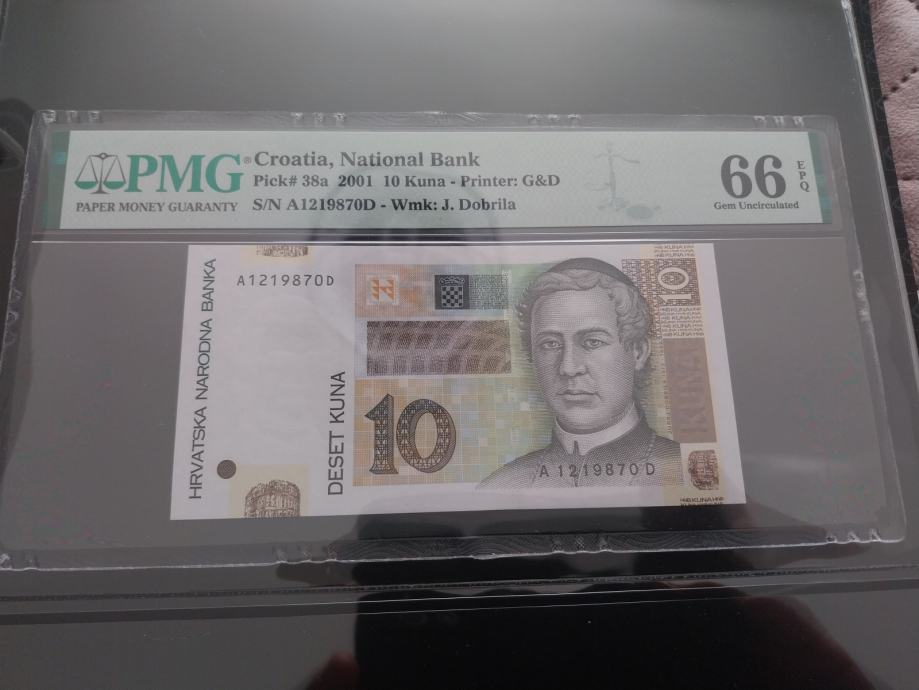 PMG®
PAPER MONEY GUARANTY
Croatia, National Bank
Pick# 38a 2001 10 Kuna - Printer: G&D
S/N A1219870D - Wmk: J. Dobrila
66
EPQ
Gem Uncirculated
HRVATSKA NARODNA BANKA
A1219870D
DESET KUNA
10
10
KUNA
A1219870D